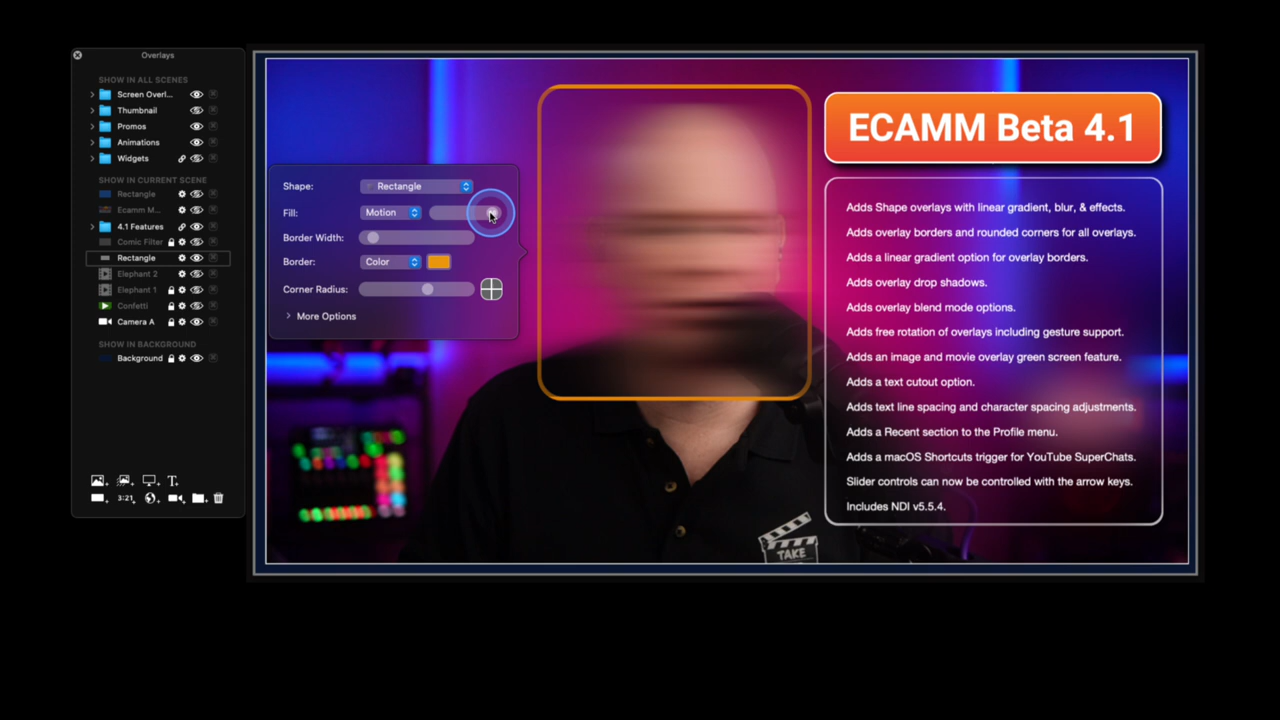 Overlays
SHOW IN ALL SCENES
Screen Overl...
Thumbnail
Promos
Animations
Widgets
SHOW IN CURRENT SCENE
Rectangle
Ecamm M...
4.1 Features
Comic Filter
Rectangle
Elephant 2
Elephant 1
Confetti
Camera A
SHOW IN BACKGROUND
Background
T
3:21
Shape: Rectangle
Fill: Motion
Border Width:
Border: Color
Corner Radius:
More Options
ECAMM Beta 4.1
Adds Shape overlays with linear gradient, blur, & effects.
Adds overlay borders and rounded corners for all overlays.
Adds a linear gradient option for overlay borders.
Adds overlay drop shadows.
Adds overlay blend mode options.
Adds free rotation of overlays including gesture support.
Adds an image and movie overlay green screen feature.
Adds a text cutout option.
Adds text line spacing and character spacing adjustments.
Adds a Recent section to the Profile menu.
Adds a macOS Shortcuts trigger for YouTube SuperChats.
Slider controls can now be controlled with the arrow keys.
Includes NDI v5.5.4.
TAKE